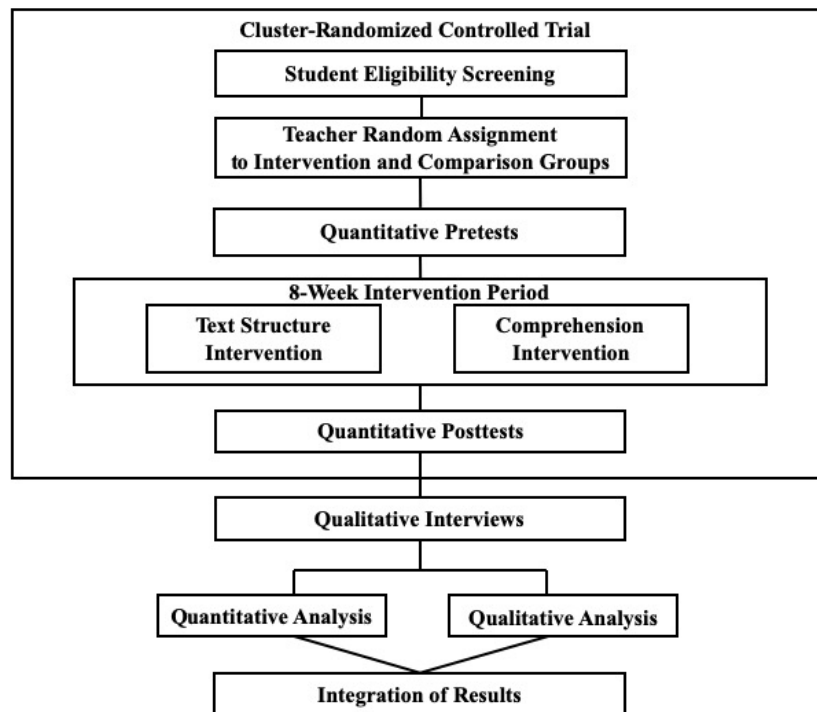 Cluster-Randomized Controlled Trial
Student Eligibility Screening
Teacher Random Assignment
to Intervention and Comparison Groups
Quantitative Pretests
8-Week Intervention Period
Text Structure
Intervention
Comprehension
Intervention
Quantitative Posttests
Qualitative Interviews
Quantitative Analysis
Qualitative Analysis
Integration of Results